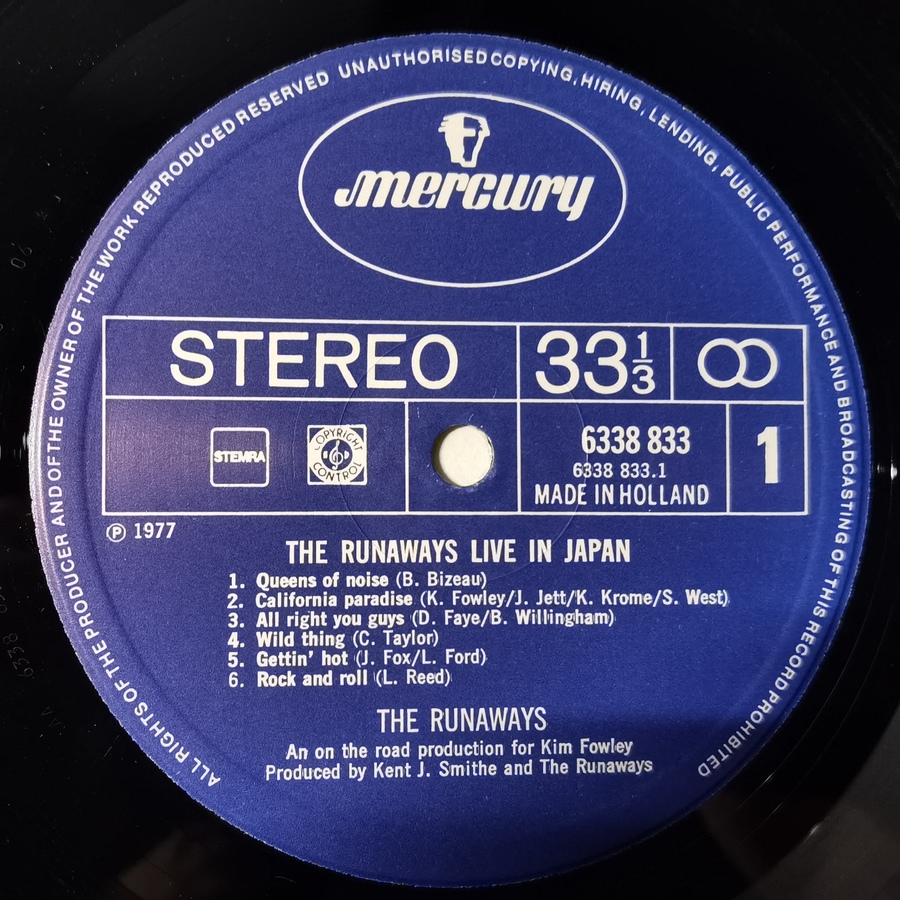 ALL RIGHTS OF THE PRODUCER AND OF THE OWNER OF THE WORK REPRODUCED RESERVED UNAUTHORISED COPYING, HIRING, LENDING, PUBLIC PERFORMANCE AND BROADCASTING OF THIS RECORD PROHIBITED
mercury
STEREO 33 1/3
STEMRA COPYRIGHT CONTROL 6338 833 1
6338 833.1
MADE IN HOLLAND
℗ 1977
THE RUNAWAYS LIVE IN JAPAN
1. Queens of noise (B. Bizeau)
2. California paradise (K. Fowley/J. Jett/K. Krome/S. West)
3. All right you guys (D. Faye/B. Willingham)
4. Wild thing (C. Taylor)
5. Gettin' hot (J. Fox/L. Ford)
6. Rock and roll (L. Reed)
THE RUNAWAYS
An on the road production for Kim Fowley
Produced by Kent J. Smithe and The Runaways